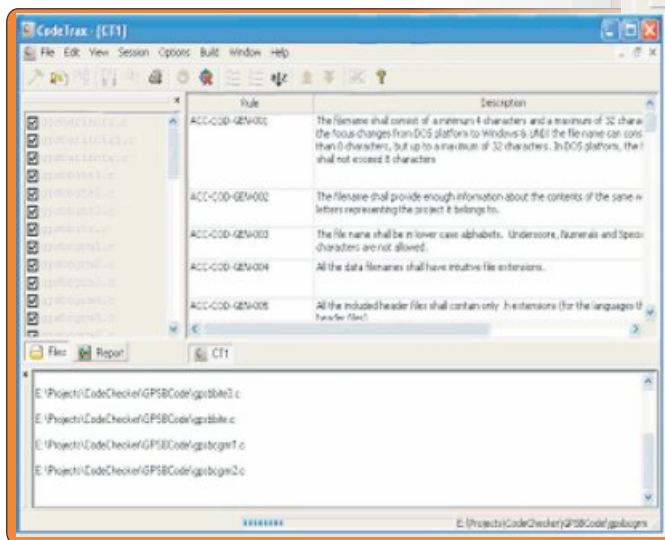 CodeTrax - [CT1]
File Edit View Session Options Build Window Help
Rule Description
ACC-COD-GEN-001 The filename shall consist of a minimum 4 characters and a maximum of 32 chara
the focus changes from DOS platform to Windows & UNIX the file name can cons
than 8 characters, but up to a maximum of 32 characters. In DOS platform, the f
shall not exceed 8 characters
ACC-COD-GEN-002 The filename shall provide enough information about the contents of the same w
letters representing the project it belongs to.
ACC-COD-GEN-003 The file name shall be in lower case alphabets. Underscore, Numerals and Specia
characters are not allowed.
ACC-COD-GEN-004 All the data filenames shall have intuitive file extensions.
ACC-COD-GEN-005 All the included header files shall contain only .h extensions (for the languages th
header files)
Files Report CT1
E:\Projects\CodeChecker\GPSBCode\gpsbbite3.c
E:\Projects\CodeChecker\GPSBCode\gpsbbite.c
E:\Projects\CodeChecker\GPSBCode\gpsbcgm1.c
E:\Projects\CodeChecker\GPSBCode\gpsbcgm2.c
E:\Projects\CodeChecker\GPSBCode\gpsbcgm